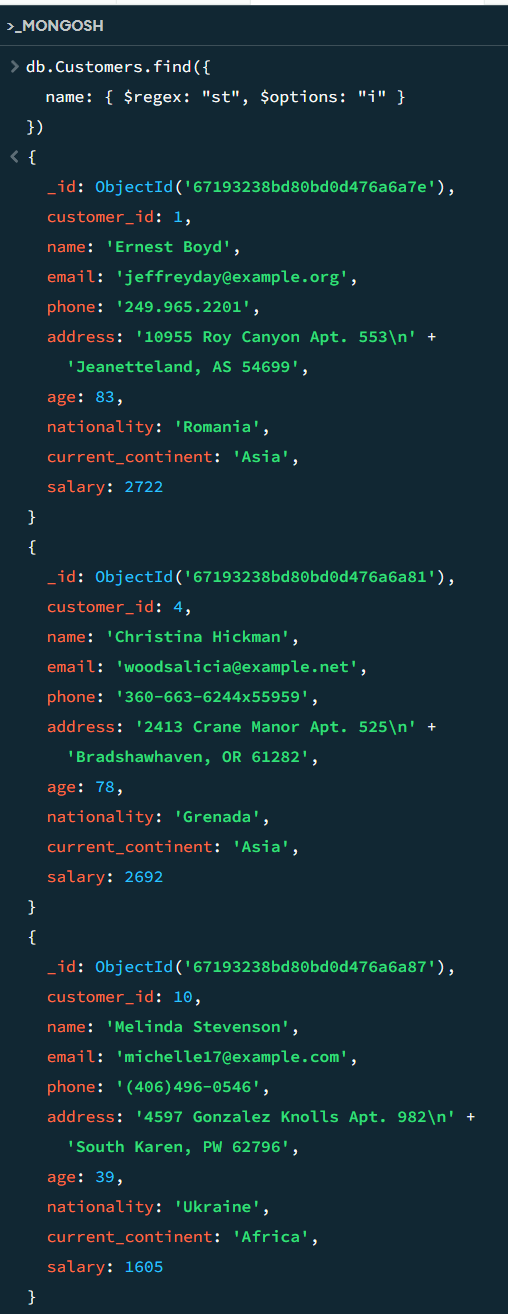 >_MONGOSH
> db.Customers.find({
    name: { $regex: "st", $options: "i" }
  })
< {
    _id: ObjectId('67193238bd80bd0d476a6a7e'),
    customer_id: 1,
    name: 'Ernest Boyd',
    email: 'jeffreyday@example.org',
    phone: '249.965.2201',
    address: '10955 Roy Canyon Apt. 553\n' +
      'Jeanetteland, AS 54699',
    age: 83,
    nationality: 'Romania',
    current_continent: 'Asia',
    salary: 2722
  }
  {
    _id: ObjectId('67193238bd80bd0d476a6a81'),
    customer_id: 4,
    name: 'Christina Hickman',
    email: 'woodsalicia@example.net',
    phone: '360-663-6244x55959',
    address: '2413 Crane Manor Apt. 525\n' +
      'Bradshawhaven, OR 61282',
    age: 78,
    nationality: 'Grenada',
    current_continent: 'Asia',
    salary: 2692
  }
  {
    _id: ObjectId('67193238bd80bd0d476a6a87'),
    customer_id: 10,
    name: 'Melinda Stevenson',
    email: 'michelle17@example.com',
    phone: '(406)496-0546',
    address: '4597 Gonzalez Knolls Apt. 982\n' +
      'South Karen, PW 62796',
    age: 39,
    nationality: 'Ukraine',
    current_continent: 'Africa',
    salary: 1605
  }